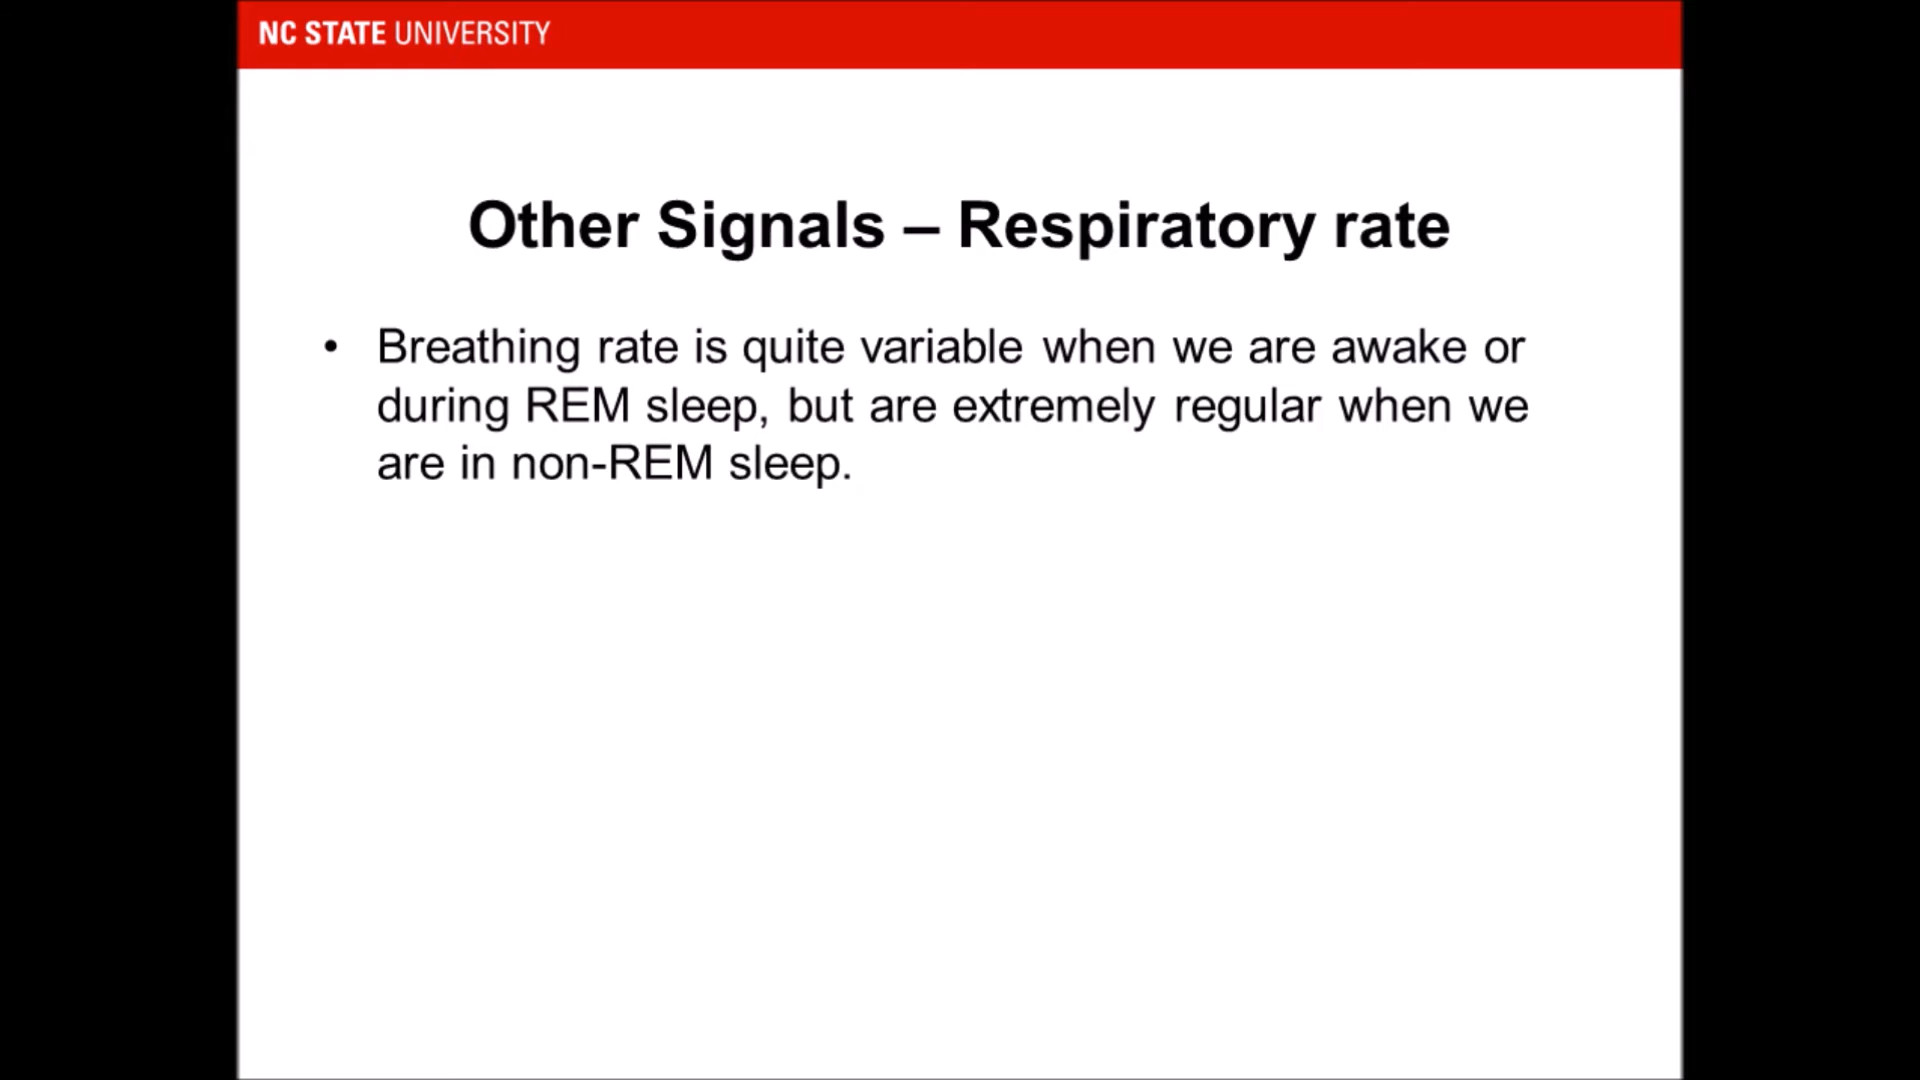 NC STATE UNIVERSITY
Other Signals – Respiratory rate
• Breathing rate is quite variable when we are awake or
during REM sleep, but are extremely regular when we
are in non-REM sleep.